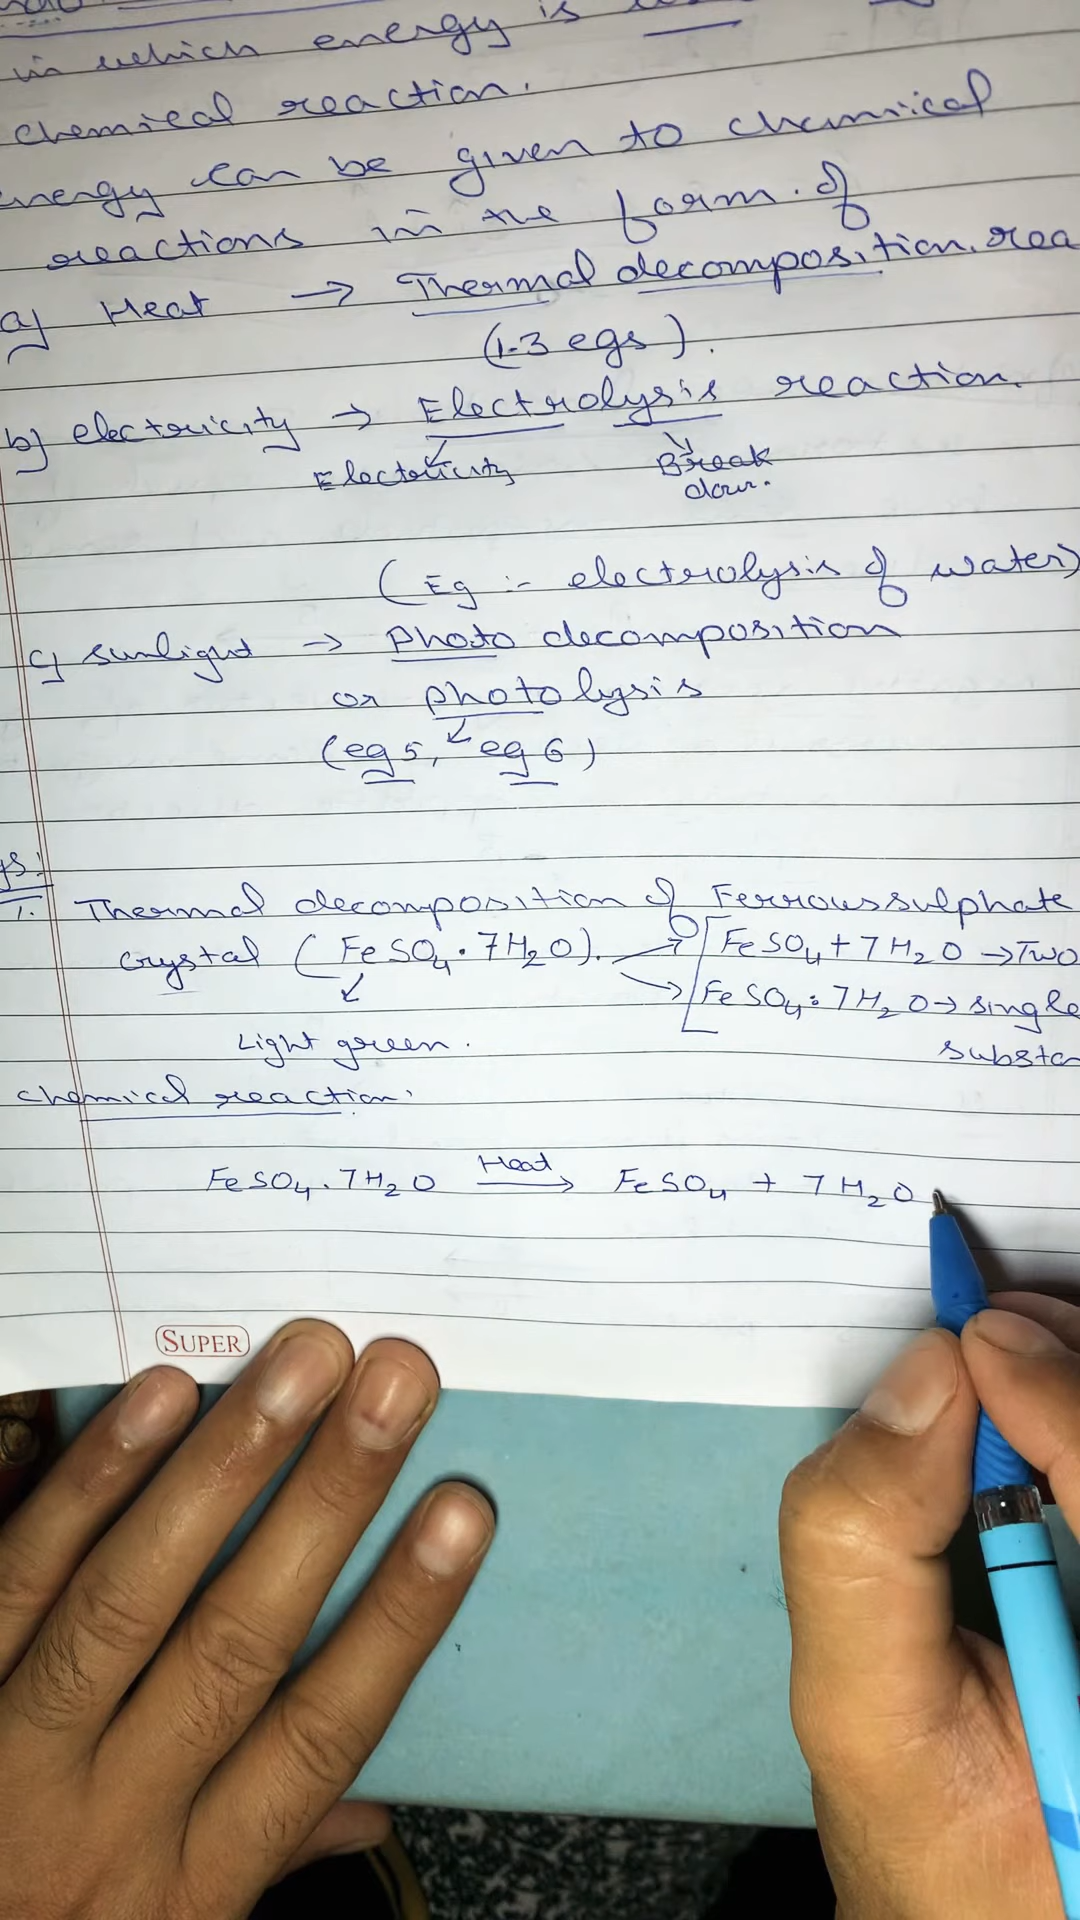 in which energy is
chemical reaction.
energy can be given to chemical
reactions in the form of
a) Heat → Thermal decomposition rea
(1-3 egs).
b) electricity → Electrolysis reaction.
Electricity Break
down.
(Eg :- electrolysis of water)
c) sunlight → Photo decomposition
or photolysis
(eg 5, eg 6)
gs:
1. Thermal decomposition of Ferrous sulphate
crystal (FeSO₄·7H₂O). FeSO₄ + 7H₂O → Two
FeSO₄·7H₂O → single
Light green. substa
chemical reaction:
FeSO₄·7H₂O Heat → FeSO₄ + 7H₂O
SUPER